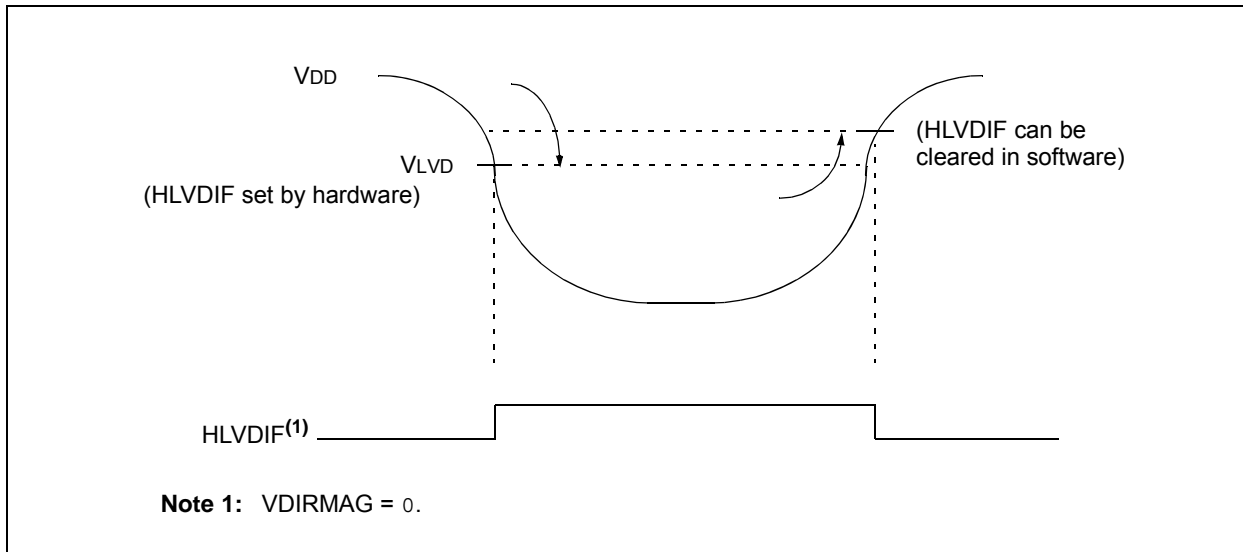 VDD
(HLVDIF can be
cleared in software)
VLVD
(HLVDIF set by hardware)
HLVDIF(1)
Note 1: VDIRMAG = 0.